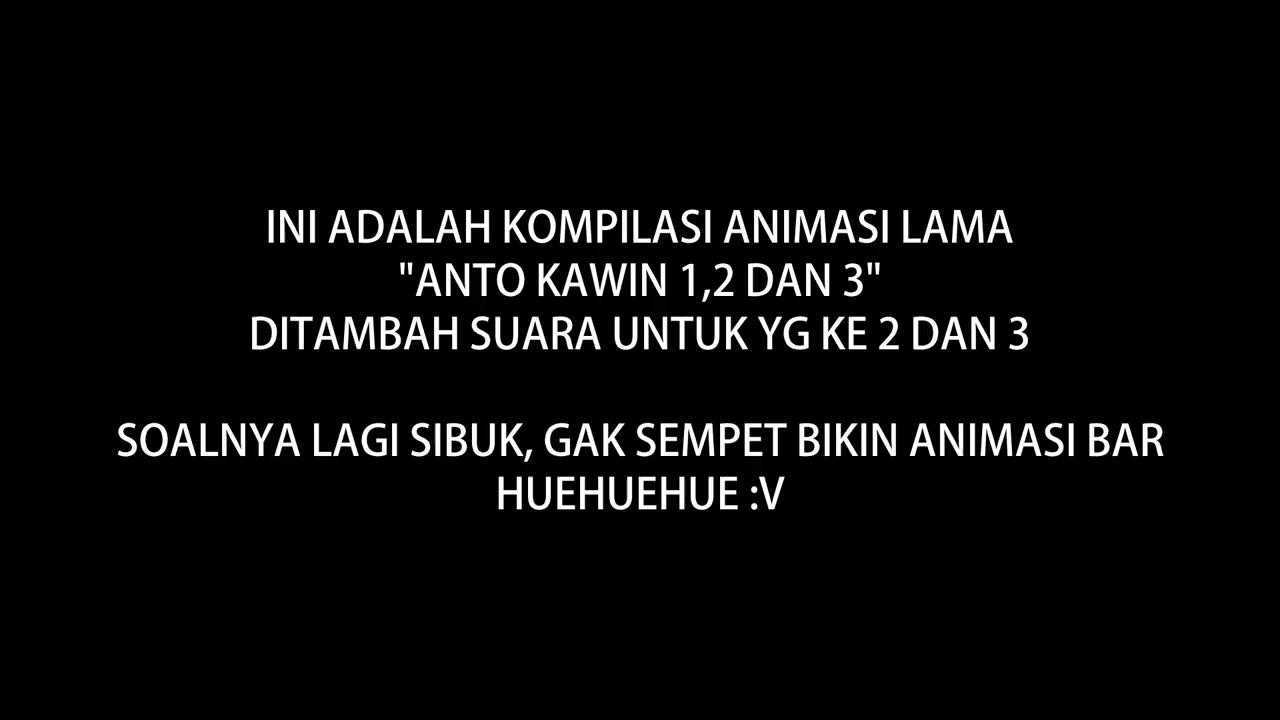 INI ADALAH KOMPILASI ANIMASI LAMA
"ANTO KAWIN 1,2 DAN 3"
DITAMBAH SUARA UNTUK YG KE 2 DAN 3
SOALNYA LAGI SIBUK, GAK SEMPET BIKIN ANIMASI BAR
HUEHUEHUE :V